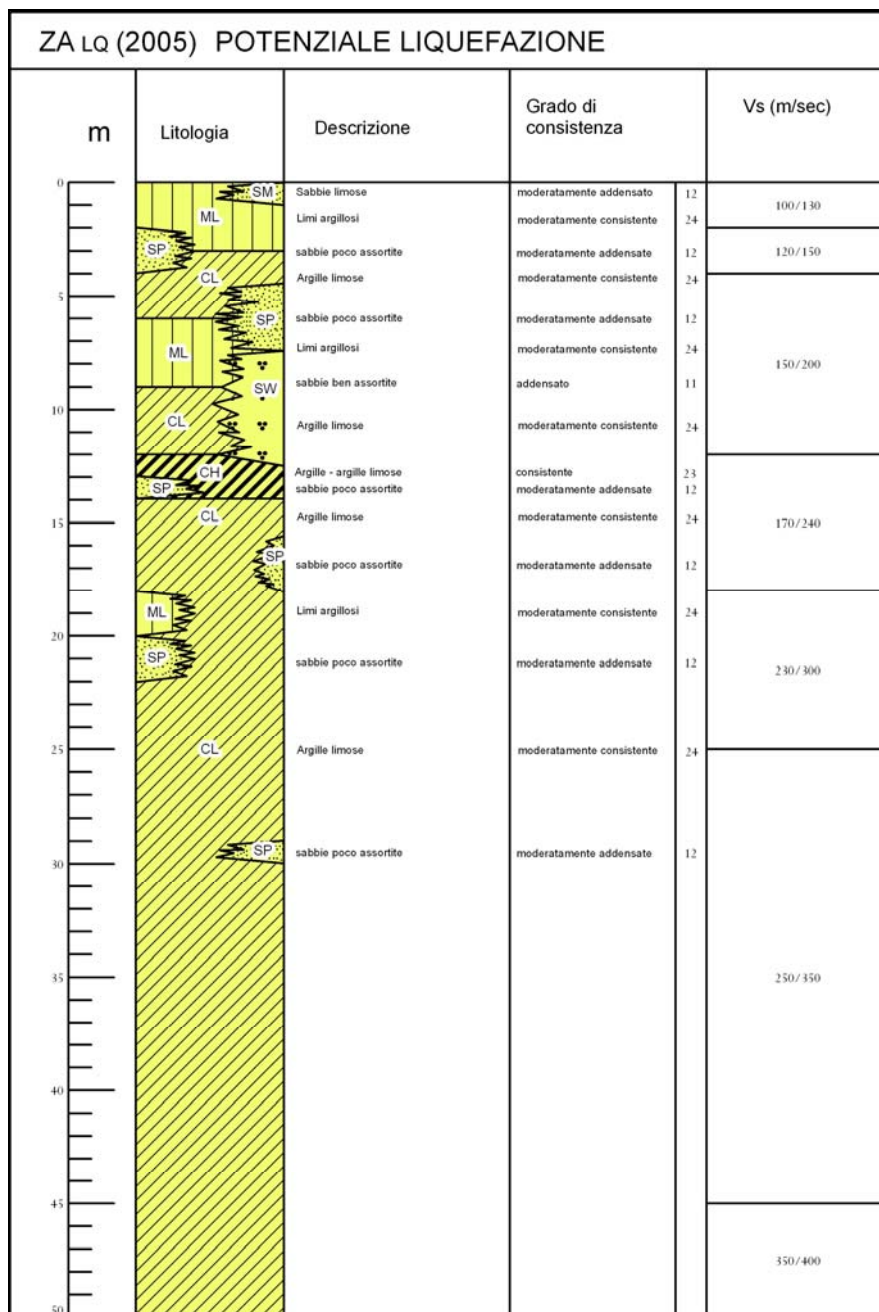 ZA LQ (2005) POTENZIALE LIQUEFAZIONE
m Litologia Descrizione Grado di consistenza Vs (m/sec)
0 SM Sabbie limose moderatamente addensato 12
100/130
ML Limi argillosi moderatamente consistente 24
SP sabbie poco assortite moderatamente addensate 12 120/150
CL Argille limose moderatamente consistente 24
5
SP sabbie poco assortite moderatamente addensate 12
ML Limi argillosi moderatamente consistente 24
150/200
SW sabbie ben assortite addensato 11
10
CL Argille limose moderatamente consistente 24
CH Argille - argille limose consistente 23
SP sabbie poco assortite moderatamente addensate 12
CL Argille limose moderatamente consistente 24
15 170/240
SP sabbie poco assortite moderatamente addensate 12
ML Limi argillosi moderatamente consistente 24
20
SP sabbie poco assortite moderatamente addensate 12
230/300
25 CL Argille limose moderatamente consistente 24
SP sabbie poco assortite moderatamente addensate 12
30
35 250/350
40
45
350/400
50